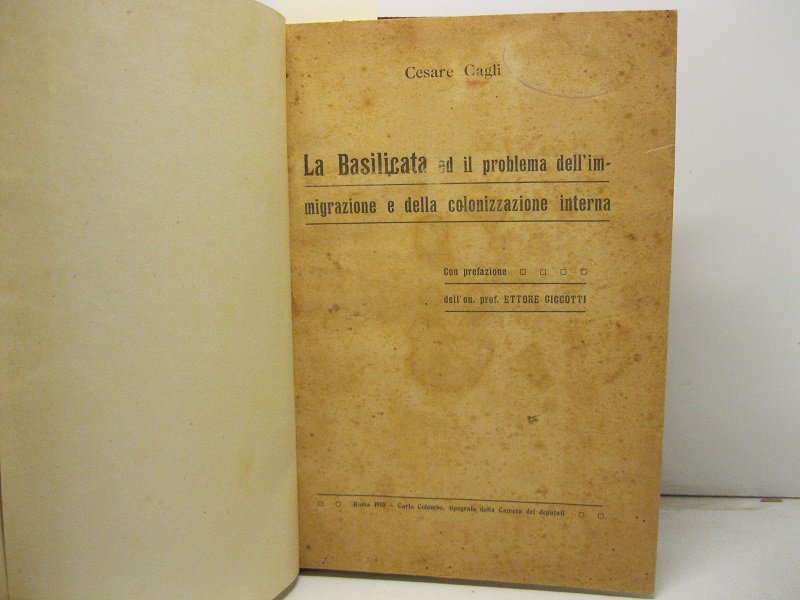 Cesare Cagli
La Basilicata ed il problema dell'im-
migrazione e della colonizzazione interna
Con prefazione
dell'on. prof. ETTORE CICCOTTI
Roma 1910 – Carlo Colombo, tipografo della Camera dei deputati